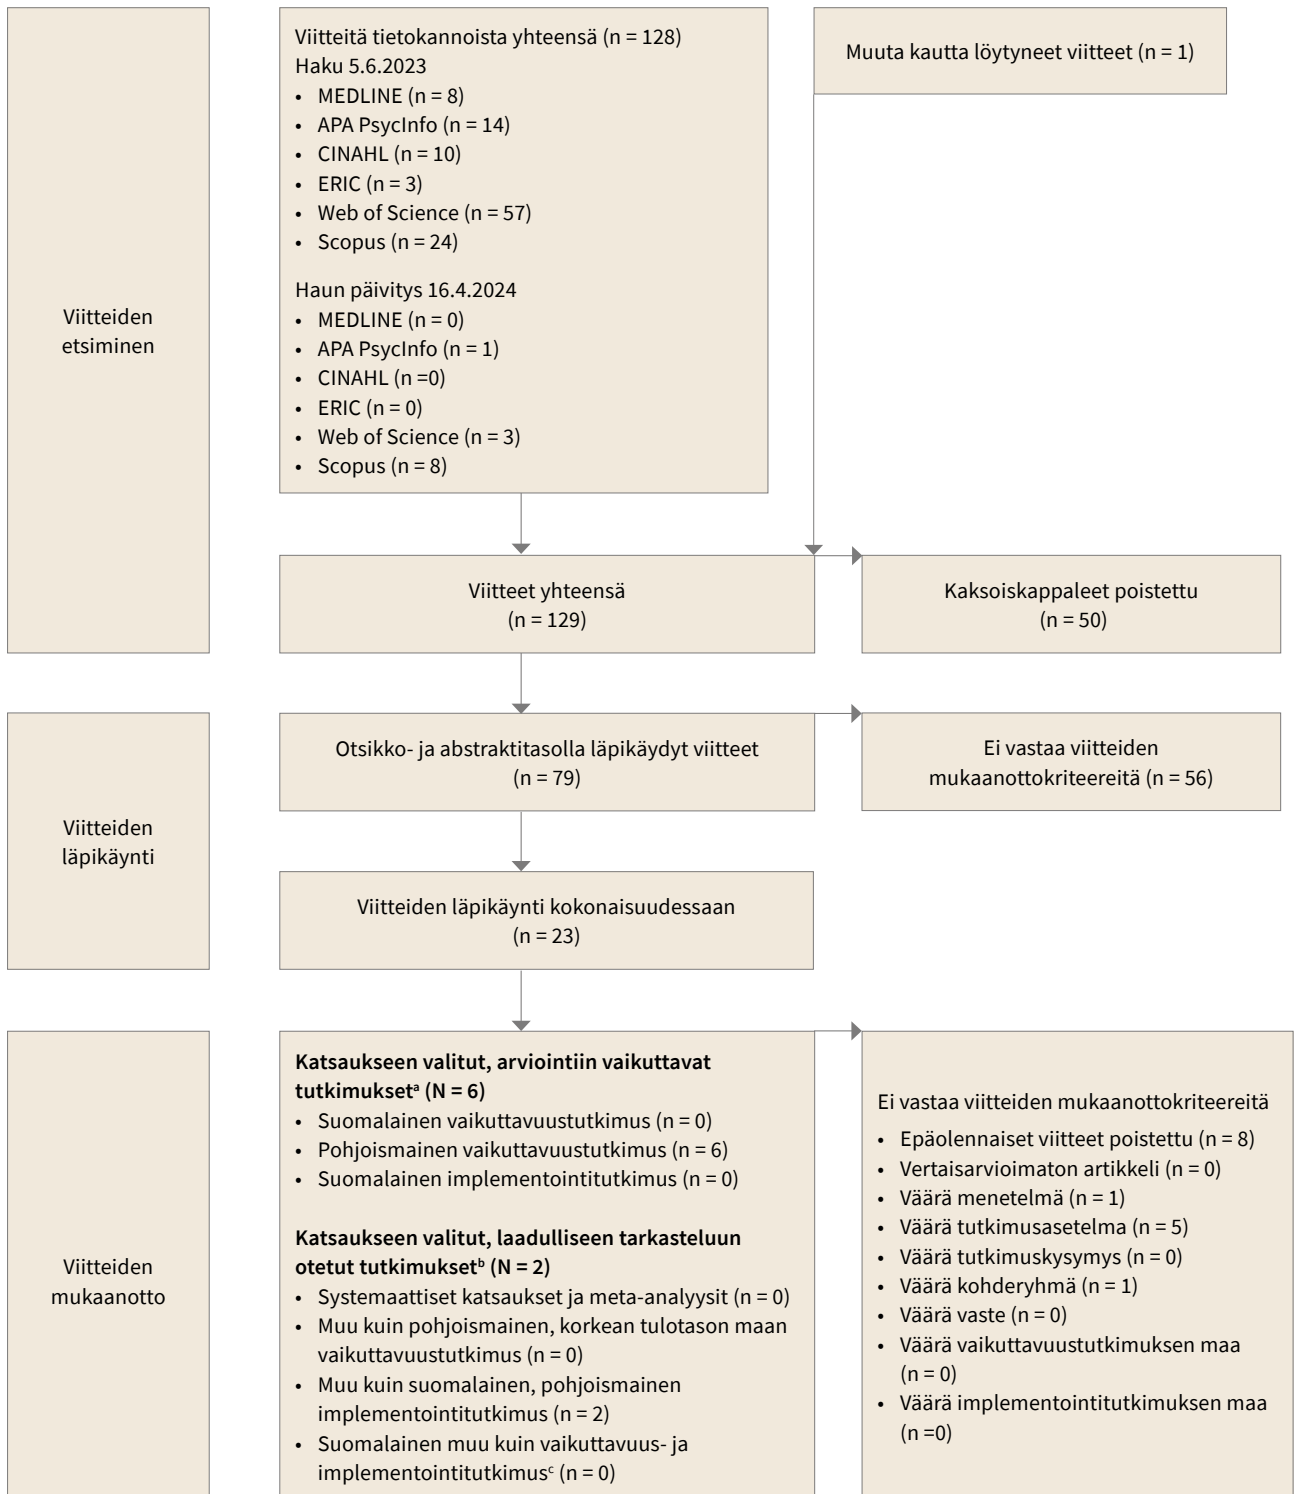 Viitteiden
etsiminen
Viitteitä tietokannoista yhteensä (n = 128)
Haku 5.6.2023
• MEDLINE (n = 8)
• APA PsycInfo (n = 14)
• CINAHL (n = 10)
• ERIC (n = 3)
• Web of Science (n = 57)
• Scopus (n = 24)
Haun päivitys 16.4.2024
• MEDLINE (n = 0)
• APA PsycInfo (n = 1)
• CINAHL (n =0)
• ERIC (n = 0)
• Web of Science (n = 3)
• Scopus (n = 8)
Muuta kautta löytyneet viitteet (n = 1)
Viitteet yhteensä
(n = 129)
Kaksoiskappaleet poistettu
(n = 50)
Viitteiden
läpikäynti
Otsikko- ja abstraktitasolla läpikäydyt viitteet
(n = 79)
Ei vastaa viitteiden
mukaanottokriteereitä (n = 56)
Viitteiden läpikäynti kokonaisuudessaan
(n = 23)
Viitteiden
mukaanotto
Katsaukseen valitut, arviointiin vaikuttavat
tutkimuksetᵃ (N = 6)
• Suomalainen vaikuttavuustutkimus (n = 0)
• Pohjoismainen vaikuttavuustutkimus (n = 6)
• Suomalainen implementointitutkimus (n = 0)
Katsaukseen valitut, laadulliseen tarkasteluun
otetut tutkimuksetᵇ (N = 2)
• Systemaattiset katsaukset ja meta-analyysit (n = 0)
• Muu kuin pohjoismainen, korkean tulotason maan
vaikuttavuustutkimus (n = 0)
• Muu kuin suomalainen, pohjoismainen
implementointitutkimus (n = 2)
• Suomalainen muu kuin vaikuttavuus- ja
implementointitutkimusᶜ (n = 0)
Ei vastaa viitteiden mukaanottokriteereitä
• Epäolennaiset viitteet poistettu (n = 8)
• Vertaisarvioimaton artikkeli (n = 0)
• Väärä menetelmä (n = 1)
• Väärä tutkimusasetelma (n = 5)
• Väärä tutkimuskysymys (n = 0)
• Väärä kohderyhmä (n = 1)
• Väärä vaste (n = 0)
• Väärä vaikuttavuustutkimuksen maa
(n = 0)
• Väärä implementointitutkimuksen maa
(n =0)